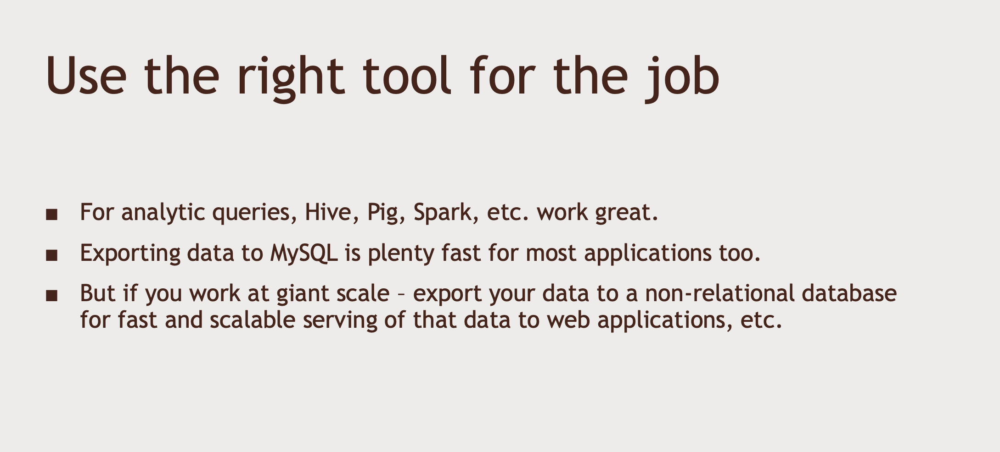 Use the right tool for the job
■ For analytic queries, Hive, Pig, Spark, etc. work great.
■ Exporting data to MySQL is plenty fast for most applications too.
■ But if you work at giant scale – export your data to a non-relational database
for fast and scalable serving of that data to web applications, etc.